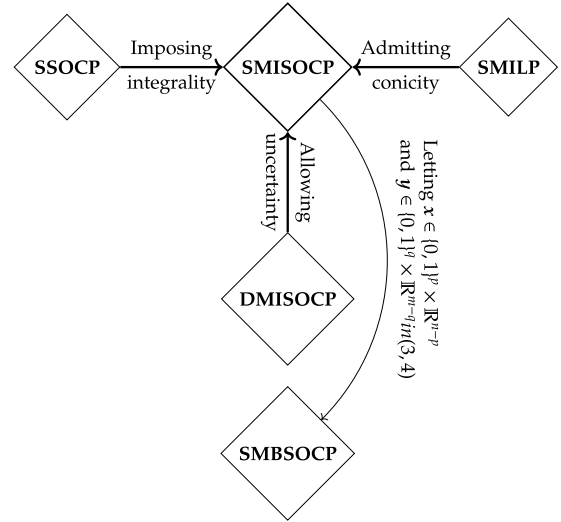 SSOCP
Imposing
integrality
SMISOCP
Admitting
conicity
SMILP
Allowing
uncertainty
Letting x ∈ {0, 1}^p × ℝ^{n−p}
and y ∈ {0, 1}^q × ℝ^{m−q}in(3, 4)
DMISOCP
SMBSOCP